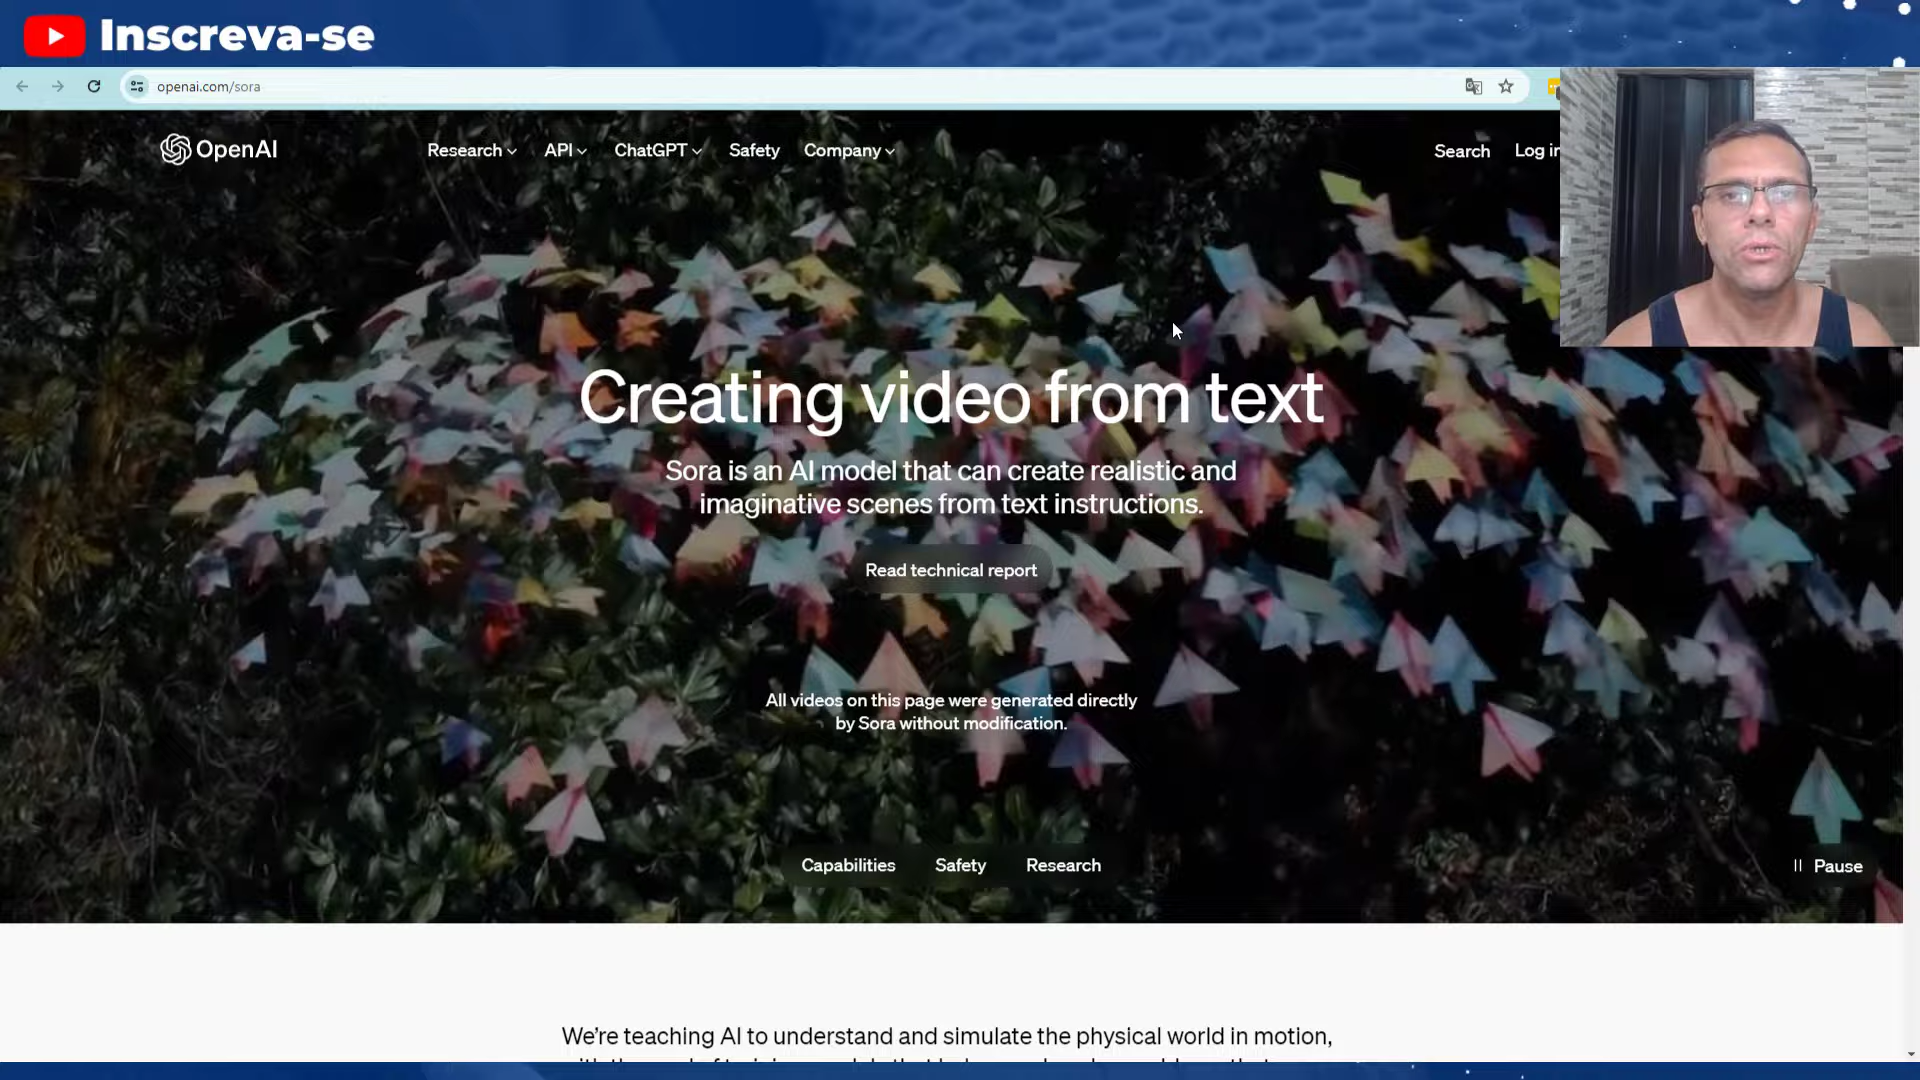 Inscreva-se
openai.com/sora
OpenAI
Research
API
ChatGPT
Safety
Company
Search
Log in
Creating video from text
Sora is an AI model that can create realistic and
imaginative scenes from text instructions.
Read technical report
All videos on this page were generated directly
by Sora without modification.
Capabilities
Safety
Research
Pause
We’re teaching AI to understand and simulate the physical world in motion,